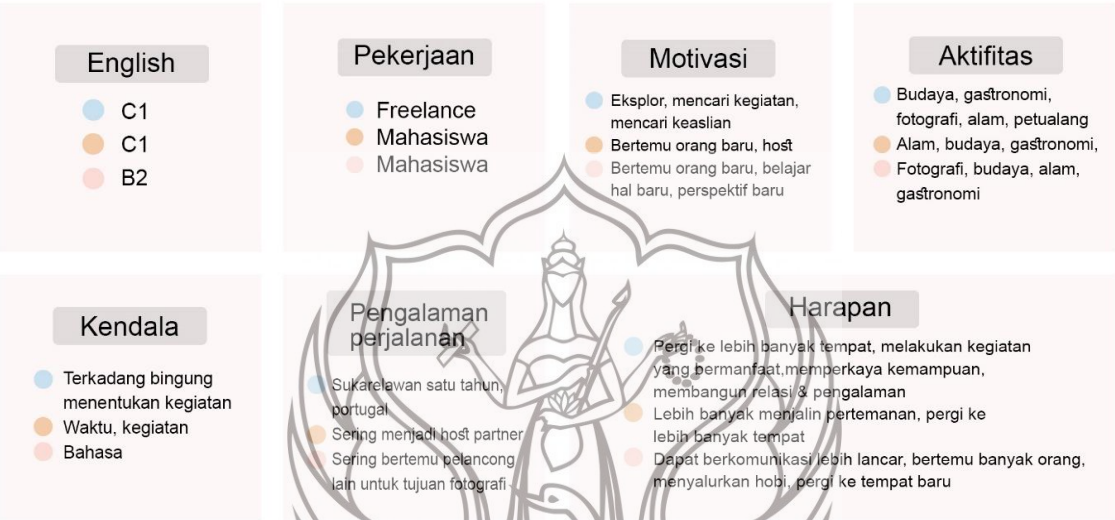 English
C1
C1
B2
Pekerjaan
Freelance
Mahasiswa
Mahasiswa
Motivasi
Eksplor, mencari kegiatan,
mencari keaslian
Bertemu orang baru, host
Bertemu orang baru, belajar
hal baru, perspektif baru
Aktifitas
Budaya, gastronomi,
fotografi, alam, petualang
Alam, budaya, gastronomi,
Fotografi, budaya, alam,
gastronomi
Kendala
Terkadang bingung
menentukan kegiatan
Waktu, kegiatan
Bahasa
Pengalaman
perjalanan
Sukarelawan satu tahun,
portugal
Sering menjadi host partner
Sering bertemu pelancong
lain untuk tujuan fotografi
Harapan
Pergi ke lebih banyak tempat, melakukan kegiatan
yang bermanfaat,memperkaya kemampuan,
membangun relasi & pengalaman
Lebih banyak menjalin pertemanan, pergi ke
lebih banyak tempat
Dapat berkomunikasi lebih lancar, bertemu banyak orang,
menyalurkan hobi, pergi ke tempat baru